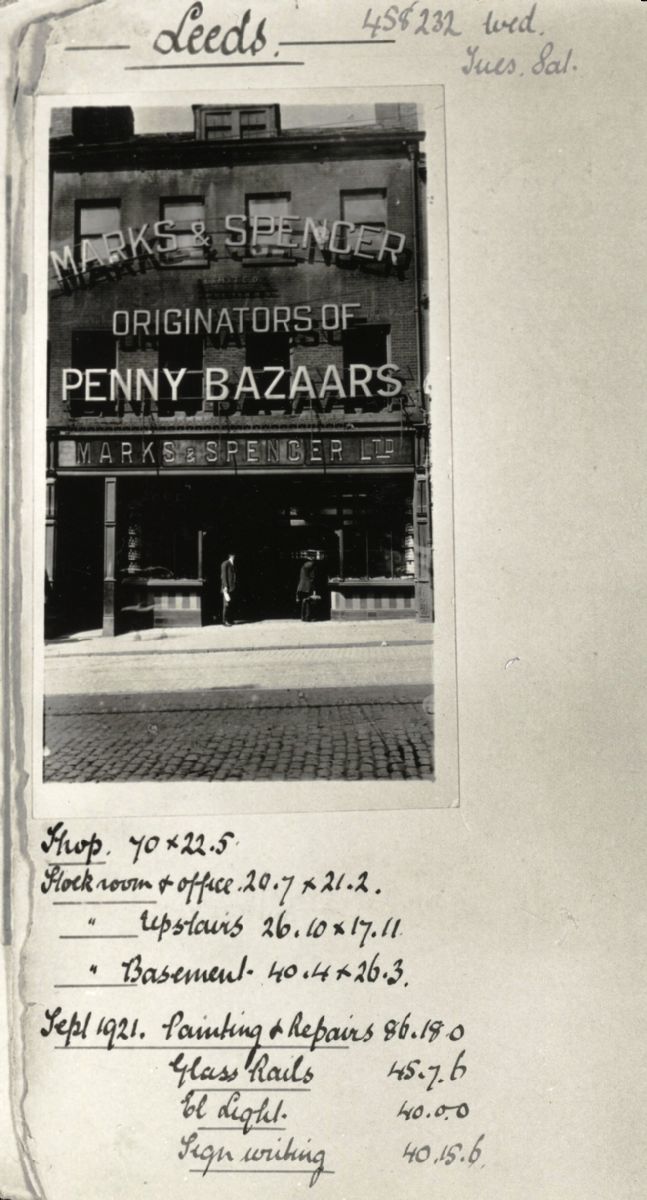 Leeds.
458232 Wed.
Tues. Sat.
MARKS & SPENCER
LIMITED
ORIGINATORS OF
PENNY BAZAARS
MARKS & SPENCER LTD
Shop. 70 x 22.5
Stock room & office. 20.7 x 21.2.
" Upstairs 26.10 x 17.11
" Basement. 40.4 x 26.3.
Sept 1921. Painting & Repairs 86.18.0
Glass Rails 45.7.6
El Light. 40.0.0
Sign writing 40.15.6.